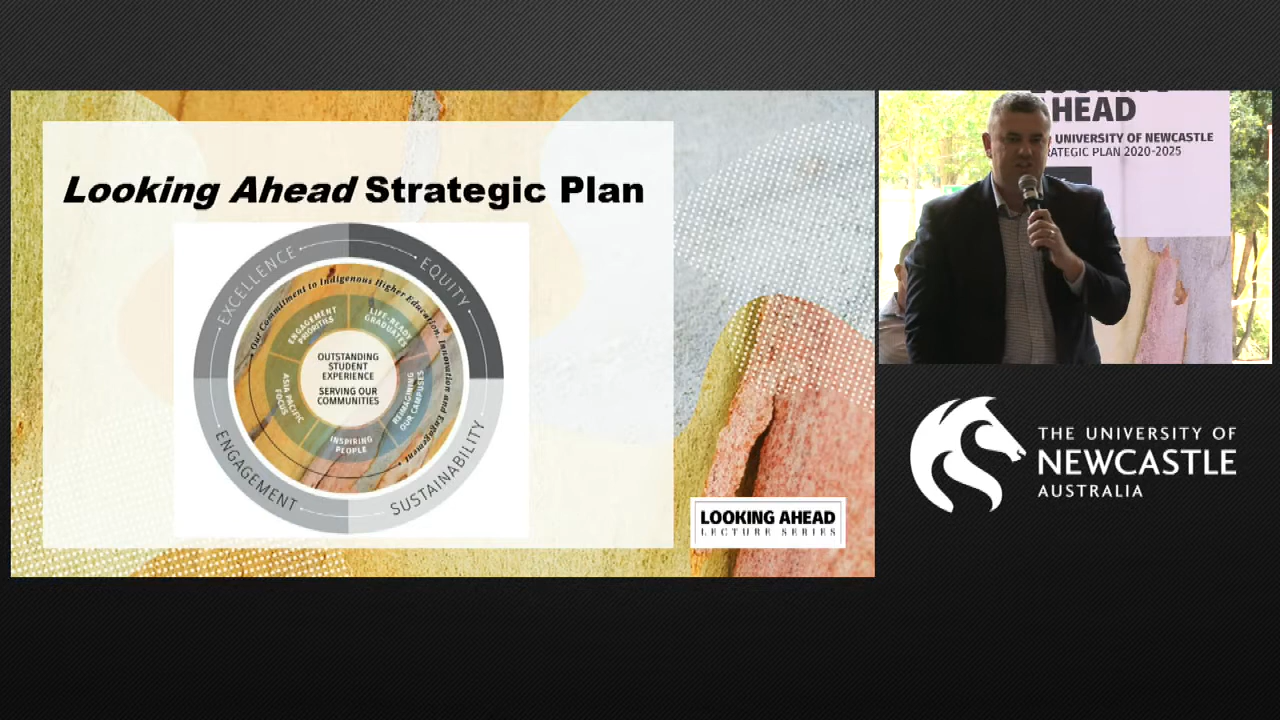 Looking Ahead Strategic Plan
EXCELLENCE
EQUITY
Our Commitment to Indigenous Higher Education, Innovation and Engagement
ENGAGEMENT
PRIORITIES
LIFE-READY
GRADUATES
OUTSTANDING
STUDENT
EXPERIENCE
SERVING OUR
COMMUNITIES
ASIA PACIFIC
FOCUS
REIMAGINING
OUR CAMPUSES
INSPIRING
PEOPLE
ENGAGEMENT
SUSTAINABILITY
LOOKING AHEAD
LECTURE SERIES
AHEAD
UNIVERSITY OF NEWCASTLE
PLAN 2020-2025
THE UNIVERSITY OF
NEWCASTLE
AUSTRALIA